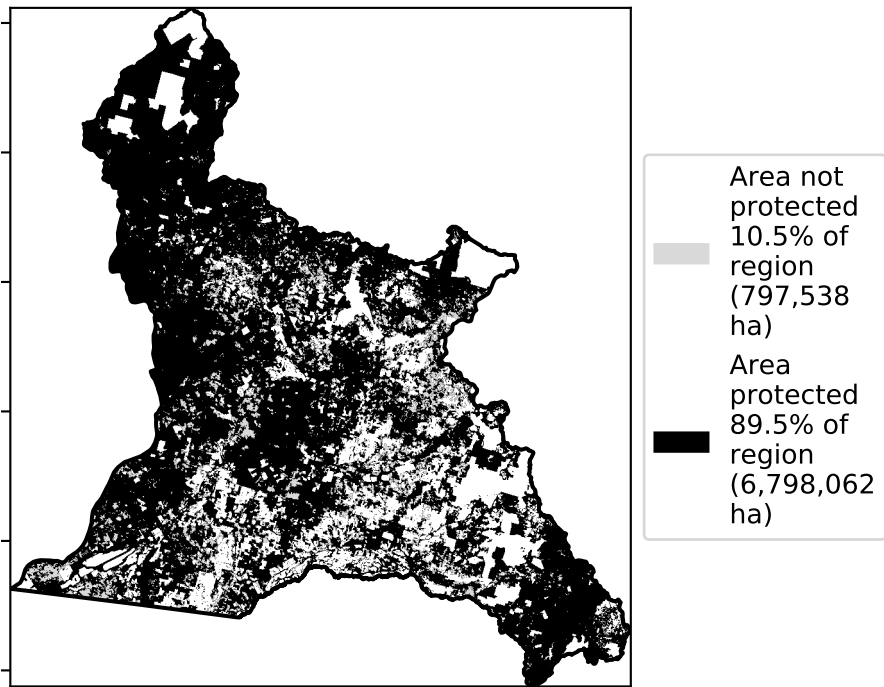 Area not
protected
10.5% of
region
(797,538
ha)
Area
protected
89.5% of
region
(6,798,062
ha)